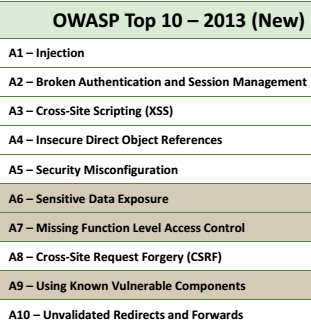 OWASP Top 10 – 2013 (New)
A1 – Injection
A2 – Broken Authentication and Session Management
A3 – Cross-Site Scripting (XSS)
A4 – Insecure Direct Object References
A5 – Security Misconfiguration
A6 – Sensitive Data Exposure
A7 – Missing Function Level Access Control
A8 – Cross-Site Request Forgery (CSRF)
A9 – Using Known Vulnerable Components
A10 – Unvalidated Redirects and Forwards